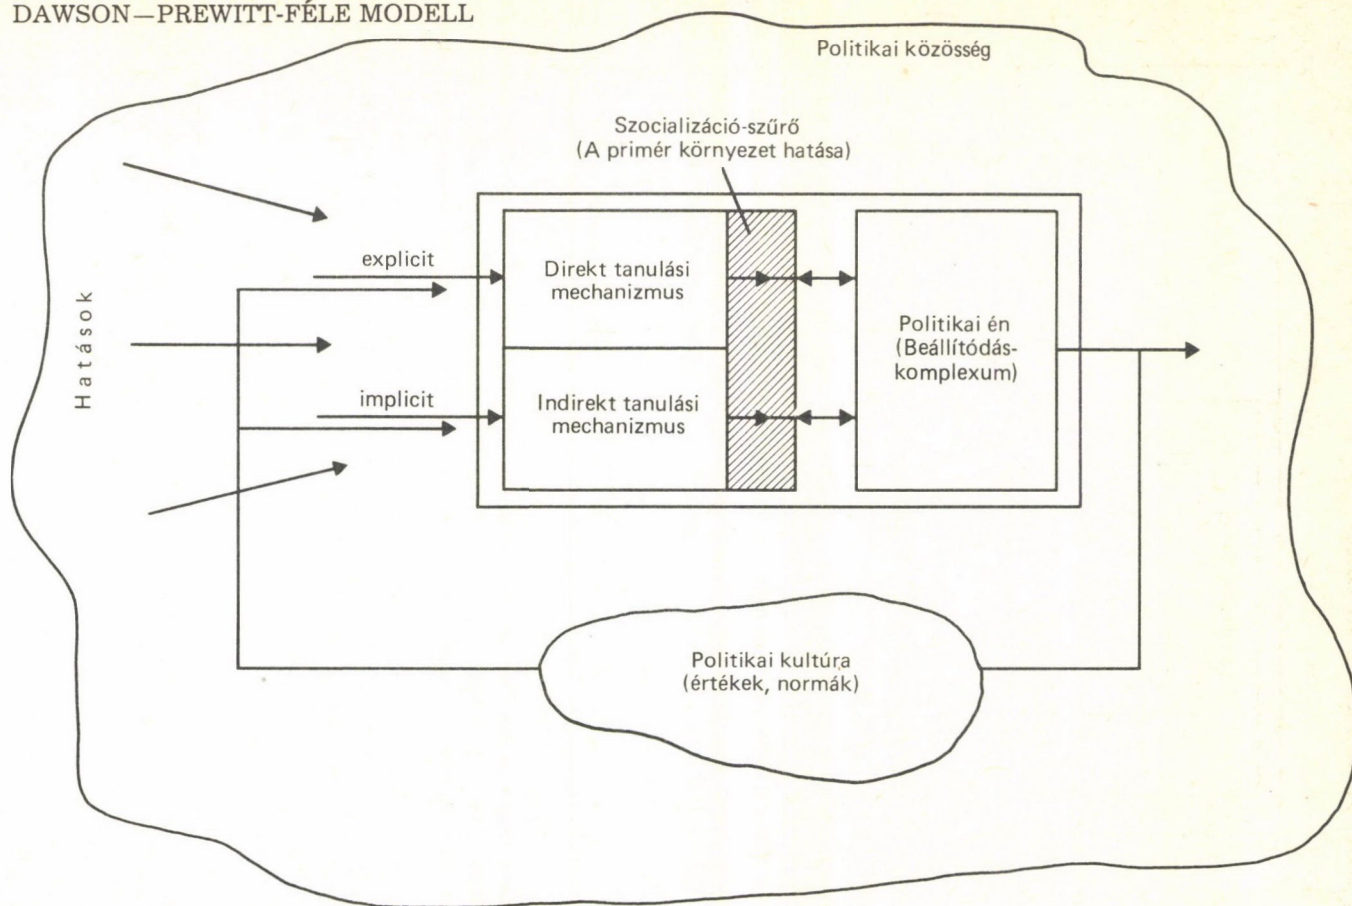 DAWSON—PREWITT-FÉLE MODELL
Politikai közösség
Szocializáció-szűrő
(A primér környezet hatása)
Hatások
explicit
Direkt tanulási
mechanizmus
Politikai én
(Beállítódás-
komplexum)
implicit
Indirekt tanulási
mechanizmus
Politikai kultúra
(értékek, normák)